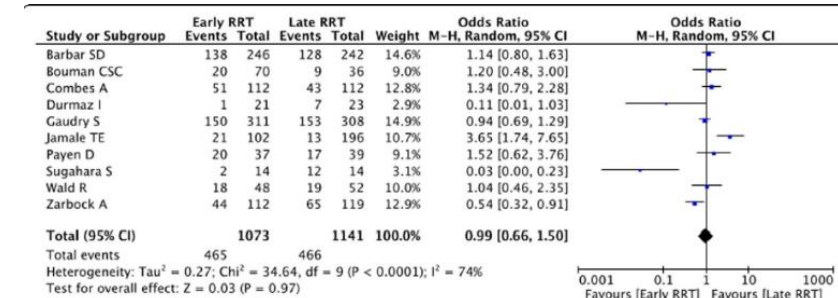 Early RRT Late RRT Odds Ratio Odds Ratio
Study or Subgroup Events Total Events Total Weight M-H, Random, 95% CI M-H, Random, 95% CI
Barbar SD 138 246 128 242 14.6% 1.14 [0.80, 1.63]
Bouman CSC 20 70 9 36 9.0% 1.20 [0.48, 3.00]
Combes A 51 112 43 112 12.8% 1.34 [0.79, 2.28]
Durmaz I 1 21 7 23 2.9% 0.11 [0.01, 1.03]
Gaudry S 150 311 153 308 14.9% 0.94 [0.69, 1.29]
Jamale TE 21 102 13 196 10.7% 3.65 [1.74, 7.65]
Payen D 20 37 17 39 9.1% 1.52 [0.62, 3.76]
Sugahara S 2 14 12 14 3.1% 0.03 [0.00, 0.23]
Wald R 18 48 19 52 10.0% 1.04 [0.46, 2.35]
Zarbock A 44 112 65 119 12.9% 0.54 [0.32, 0.91]
Total (95% CI) 1073 1141 100.0% 0.99 [0.66, 1.50]
Total events 465 466
Heterogeneity: Tau² = 0.27; Chi² = 34.64, df = 9 (P < 0.0001); I² = 74%
Test for overall effect: Z = 0.03 (P = 0.97)
0.001 0.1 1 10 1000
Favours [Early RRT] Favours [Late RRT]